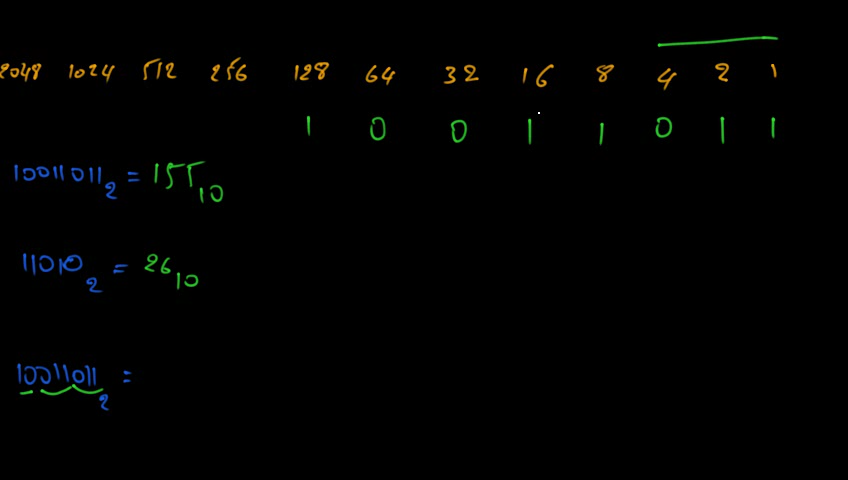 2048 1024 512 256 128 64 32 16 8 4 2 1
1 0 0 1 1 0 1 1
10011011₂ = 155₁₀
11010₂ = 26₁₀
10011011₂ =